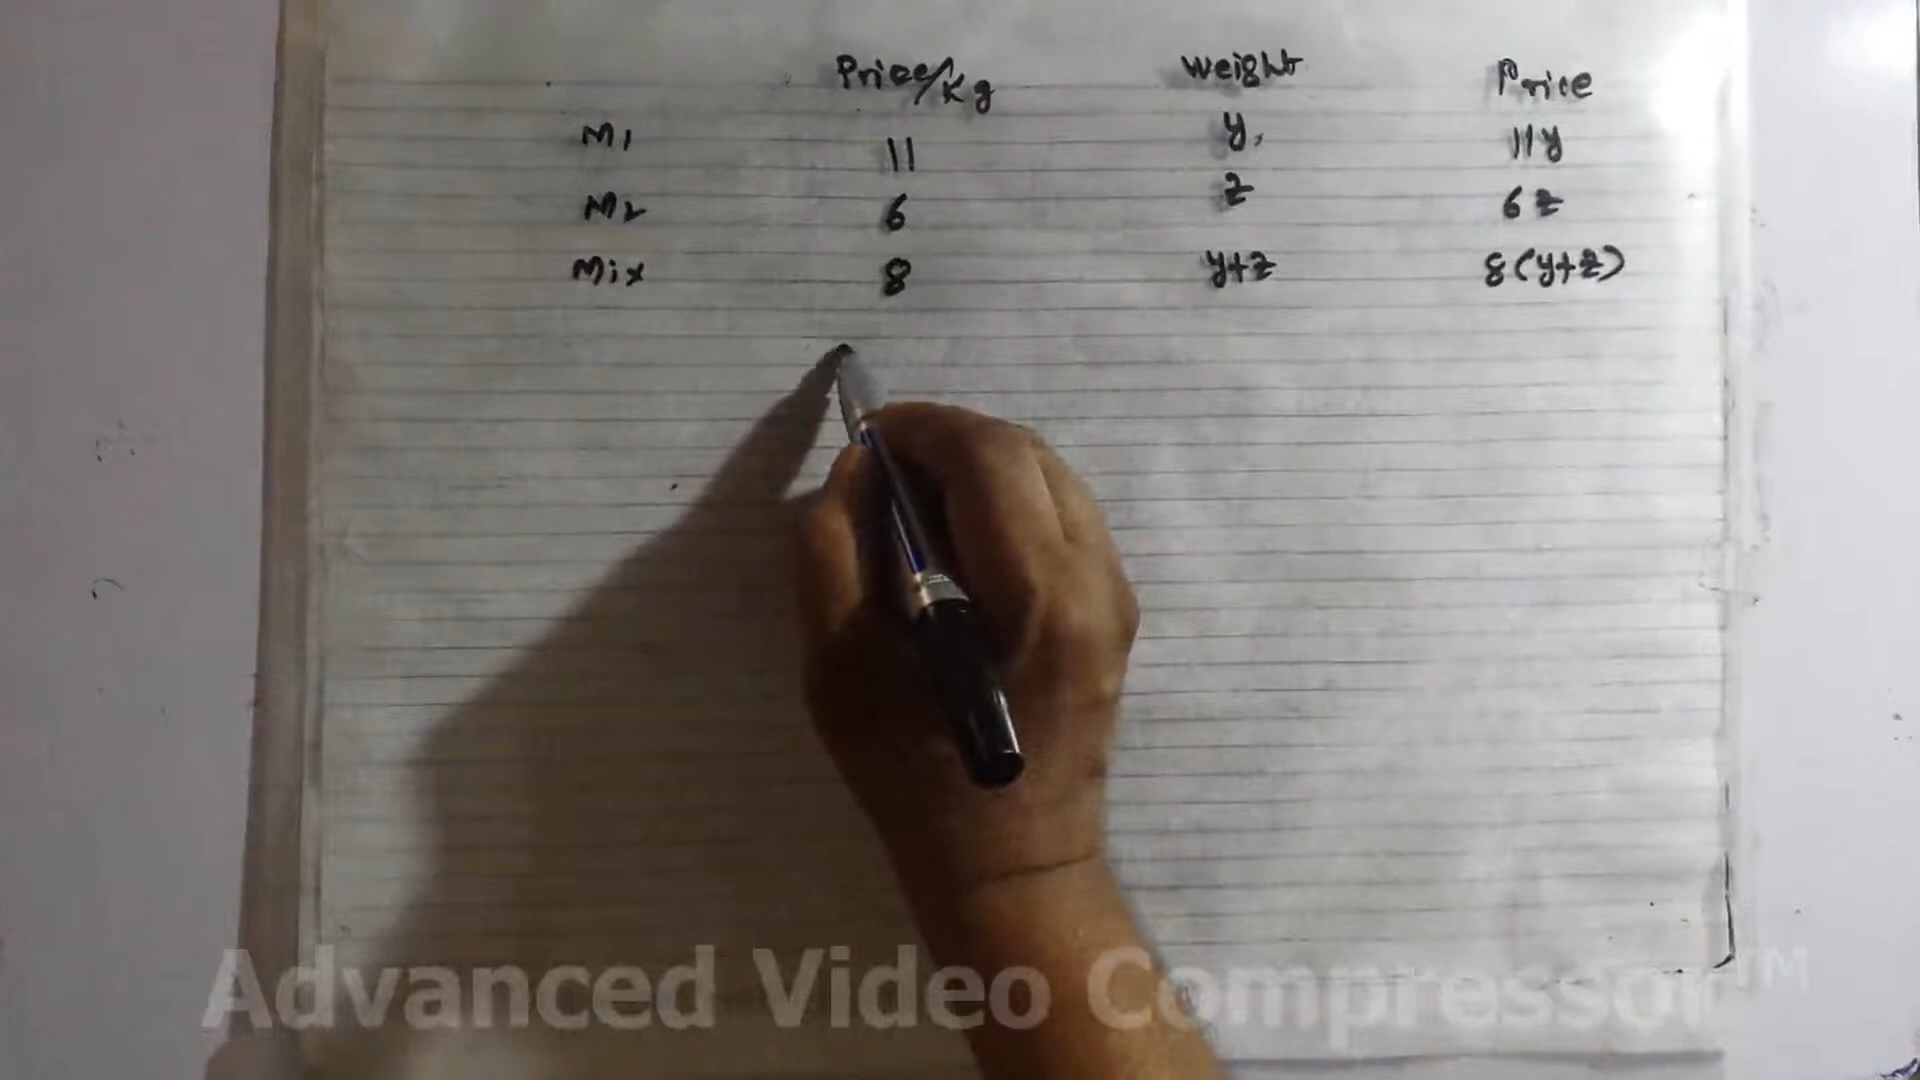 Price/Kg Weight Price
M1 11 y, 11y
M2 6 z 6z
Mix 8 y+z 8(y+z)
Advanced Video Compressor™